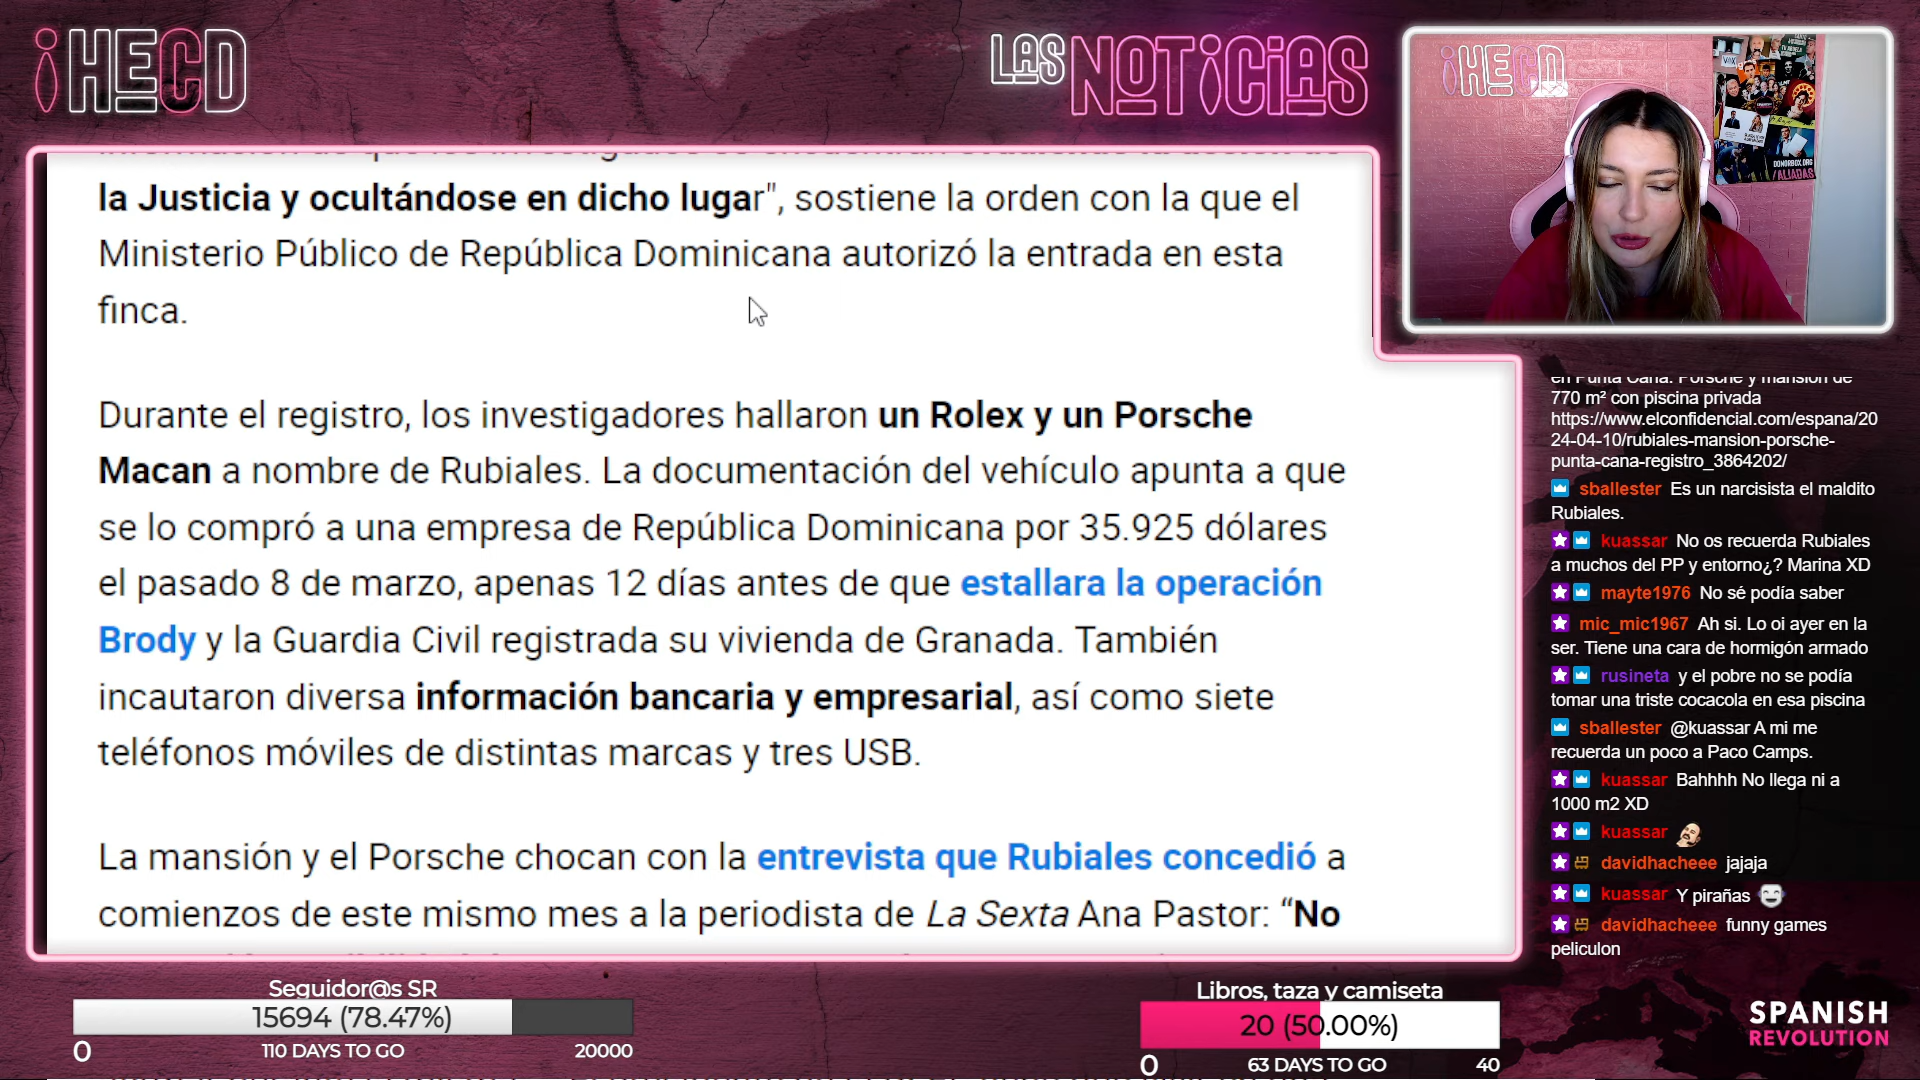 HECD
LAS NOTICIAS
HECD
VOX
DONORBOX.ORG
/ALIADAS
la Justicia y ocultándose en dicho lugar", sostiene la orden con la que el
Ministerio Público de República Dominicana autorizó la entrada en esta
finca.
Durante el registro, los investigadores hallaron un Rolex y un Porsche
Macan a nombre de Rubiales. La documentación del vehículo apunta a que
se lo compró a una empresa de República Dominicana por 35.925 dólares
el pasado 8 de marzo, apenas 12 días antes de que estallara la operación
Brody y la Guardia Civil registrada su vivienda de Granada. También
incautaron diversa información bancaria y empresarial, así como siete
teléfonos móviles de distintas marcas y tres USB.
La mansión y el Porsche chocan con la entrevista que Rubiales concedió a
comienzos de este mismo mes a la periodista de La Sexta Ana Pastor: “No
en Punta Cana: Porsche y mansión de
770 m² con piscina privada
https://www.elconfidencial.com/espana/20
24-04-10/rubiales-mansion-porsche-
punta-cana-registro_3864202/
sballester Es un narcisista el maldito
Rubiales.
kuassar No os recuerda Rubiales
a muchos del PP y entorno¿? Marina XD
mayte1976 No sé podía saber
mic_mic1967 Ah si. Lo oi ayer en la
ser. Tiene una cara de hormigón armado
rusineta y el pobre no se podía
tomar una triste cocacola en esa piscina
sballester @kuassar A mi me
recuerda un poco a Paco Camps.
kuassar Bahhhh No llega ni a
1000 m2 XD
kuassar
davidhacheee jajaja
kuassar Y pirañas
davidhacheee funny games
peliculon
Seguidor@s SR
15694 (78.47%)
0 110 DAYS TO GO 20000
Libros, taza y camiseta
20 (50.00%)
0 63 DAYS TO GO 40
SPANISH
REVOLUTION